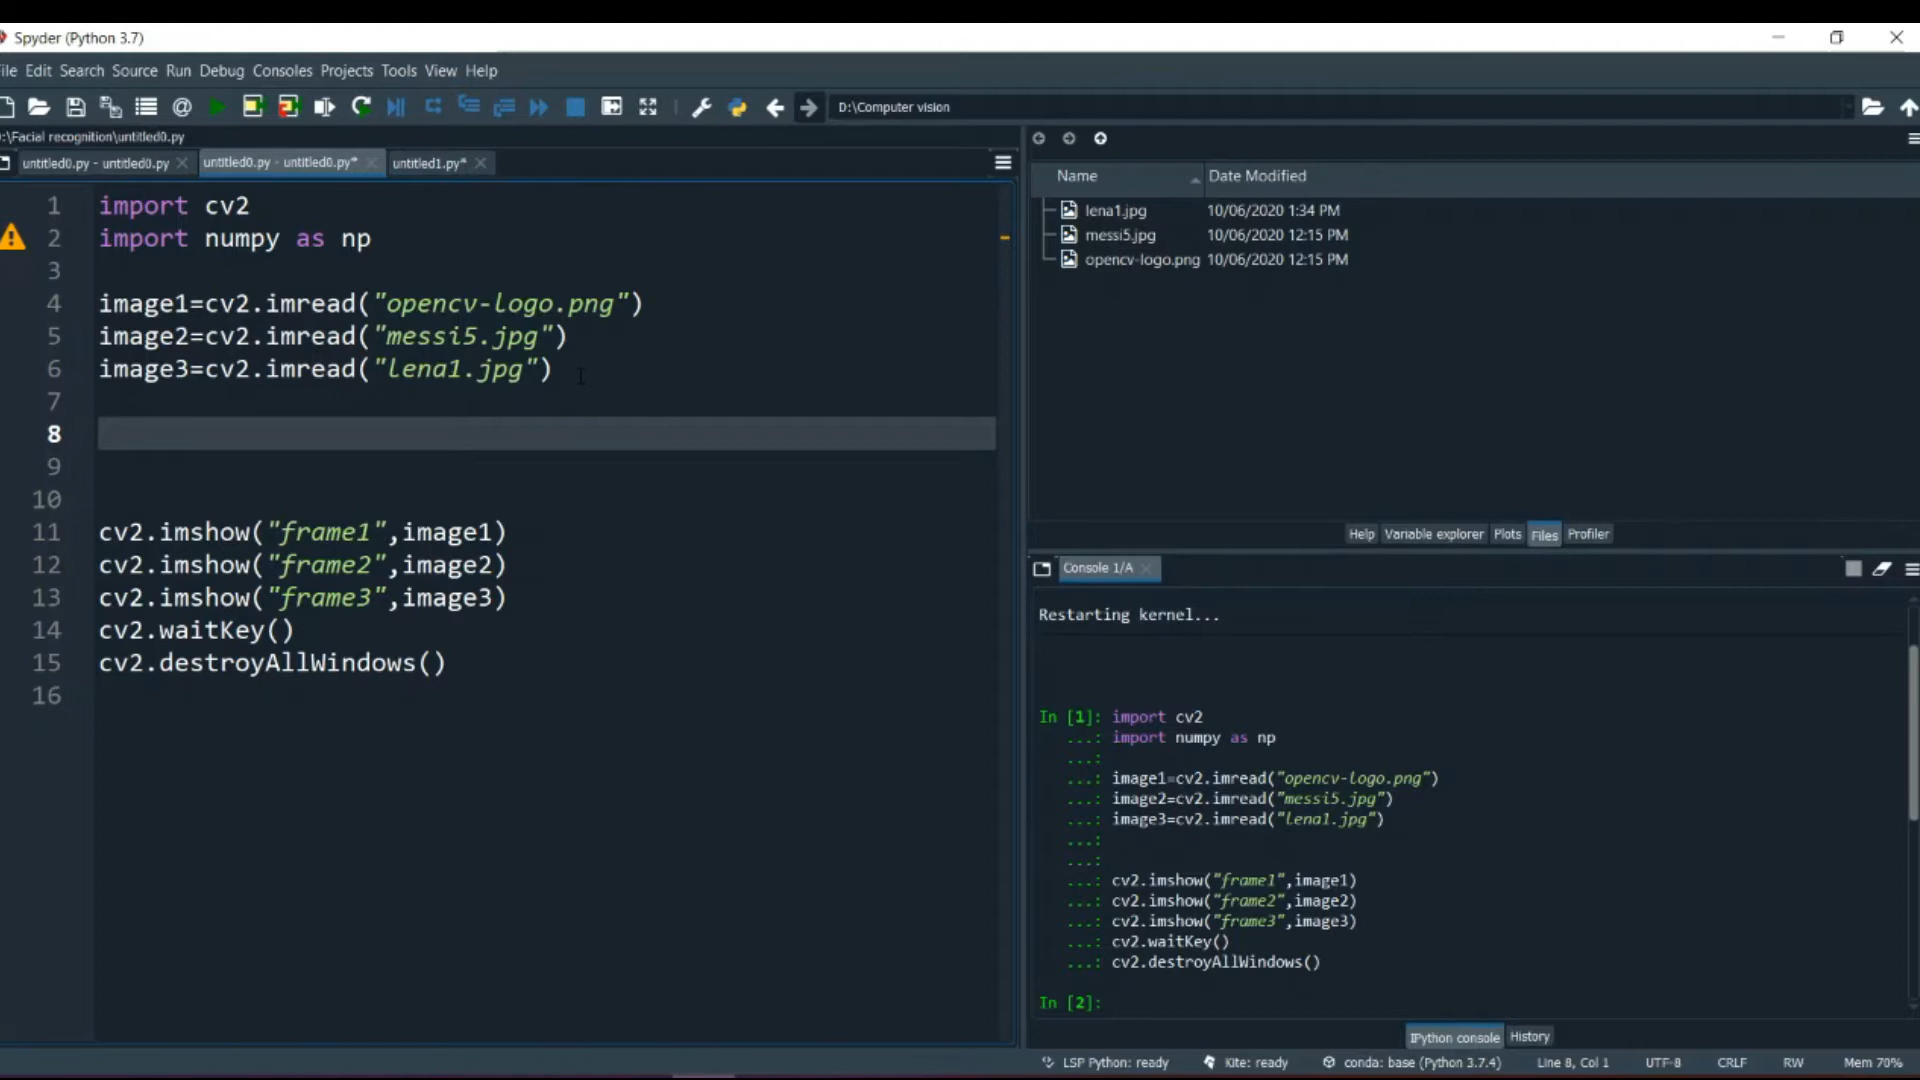 Spyder (Python 3.7)
ile Edit Search Source Run Debug Consoles Projects Tools View Help
D:\Computer vision
:\Facial recognition\untitled0.py
untitled0.py - untitled0.py
untitled0.py - untitled0.py*
untitled1.py*
1 import cv2
2 import numpy as np
3
4 image1=cv2.imread("opencv-logo.png")
5 image2=cv2.imread("messi5.jpg")
6 image3=cv2.imread("lena1.jpg")
7
8
9
10
11 cv2.imshow("frame1",image1)
12 cv2.imshow("frame2",image2)
13 cv2.imshow("frame3",image3)
14 cv2.waitKey()
15 cv2.destroyAllWindows()
16
Name Date Modified
lena1.jpg 10/06/2020 1:34 PM
messi5.jpg 10/06/2020 12:15 PM
opencv-logo.png 10/06/2020 12:15 PM
Help Variable explorer Plots Files Profiler
Console 1/A
Restarting kernel...
In [1]: import cv2
...: import numpy as np
...:
...: image1=cv2.imread("opencv-logo.png")
...: image2=cv2.imread("messi5.jpg")
...: image3=cv2.imread("lena1.jpg")
...:
...:
...: cv2.imshow("frame1",image1)
...: cv2.imshow("frame2",image2)
...: cv2.imshow("frame3",image3)
...: cv2.waitKey()
...: cv2.destroyAllWindows()
In [2]:
IPython console History
LSP Python: ready Kite: ready conda: base (Python 3.7.4) Line 8, Col 1 UTF-8 CRLF RW Mem 70%